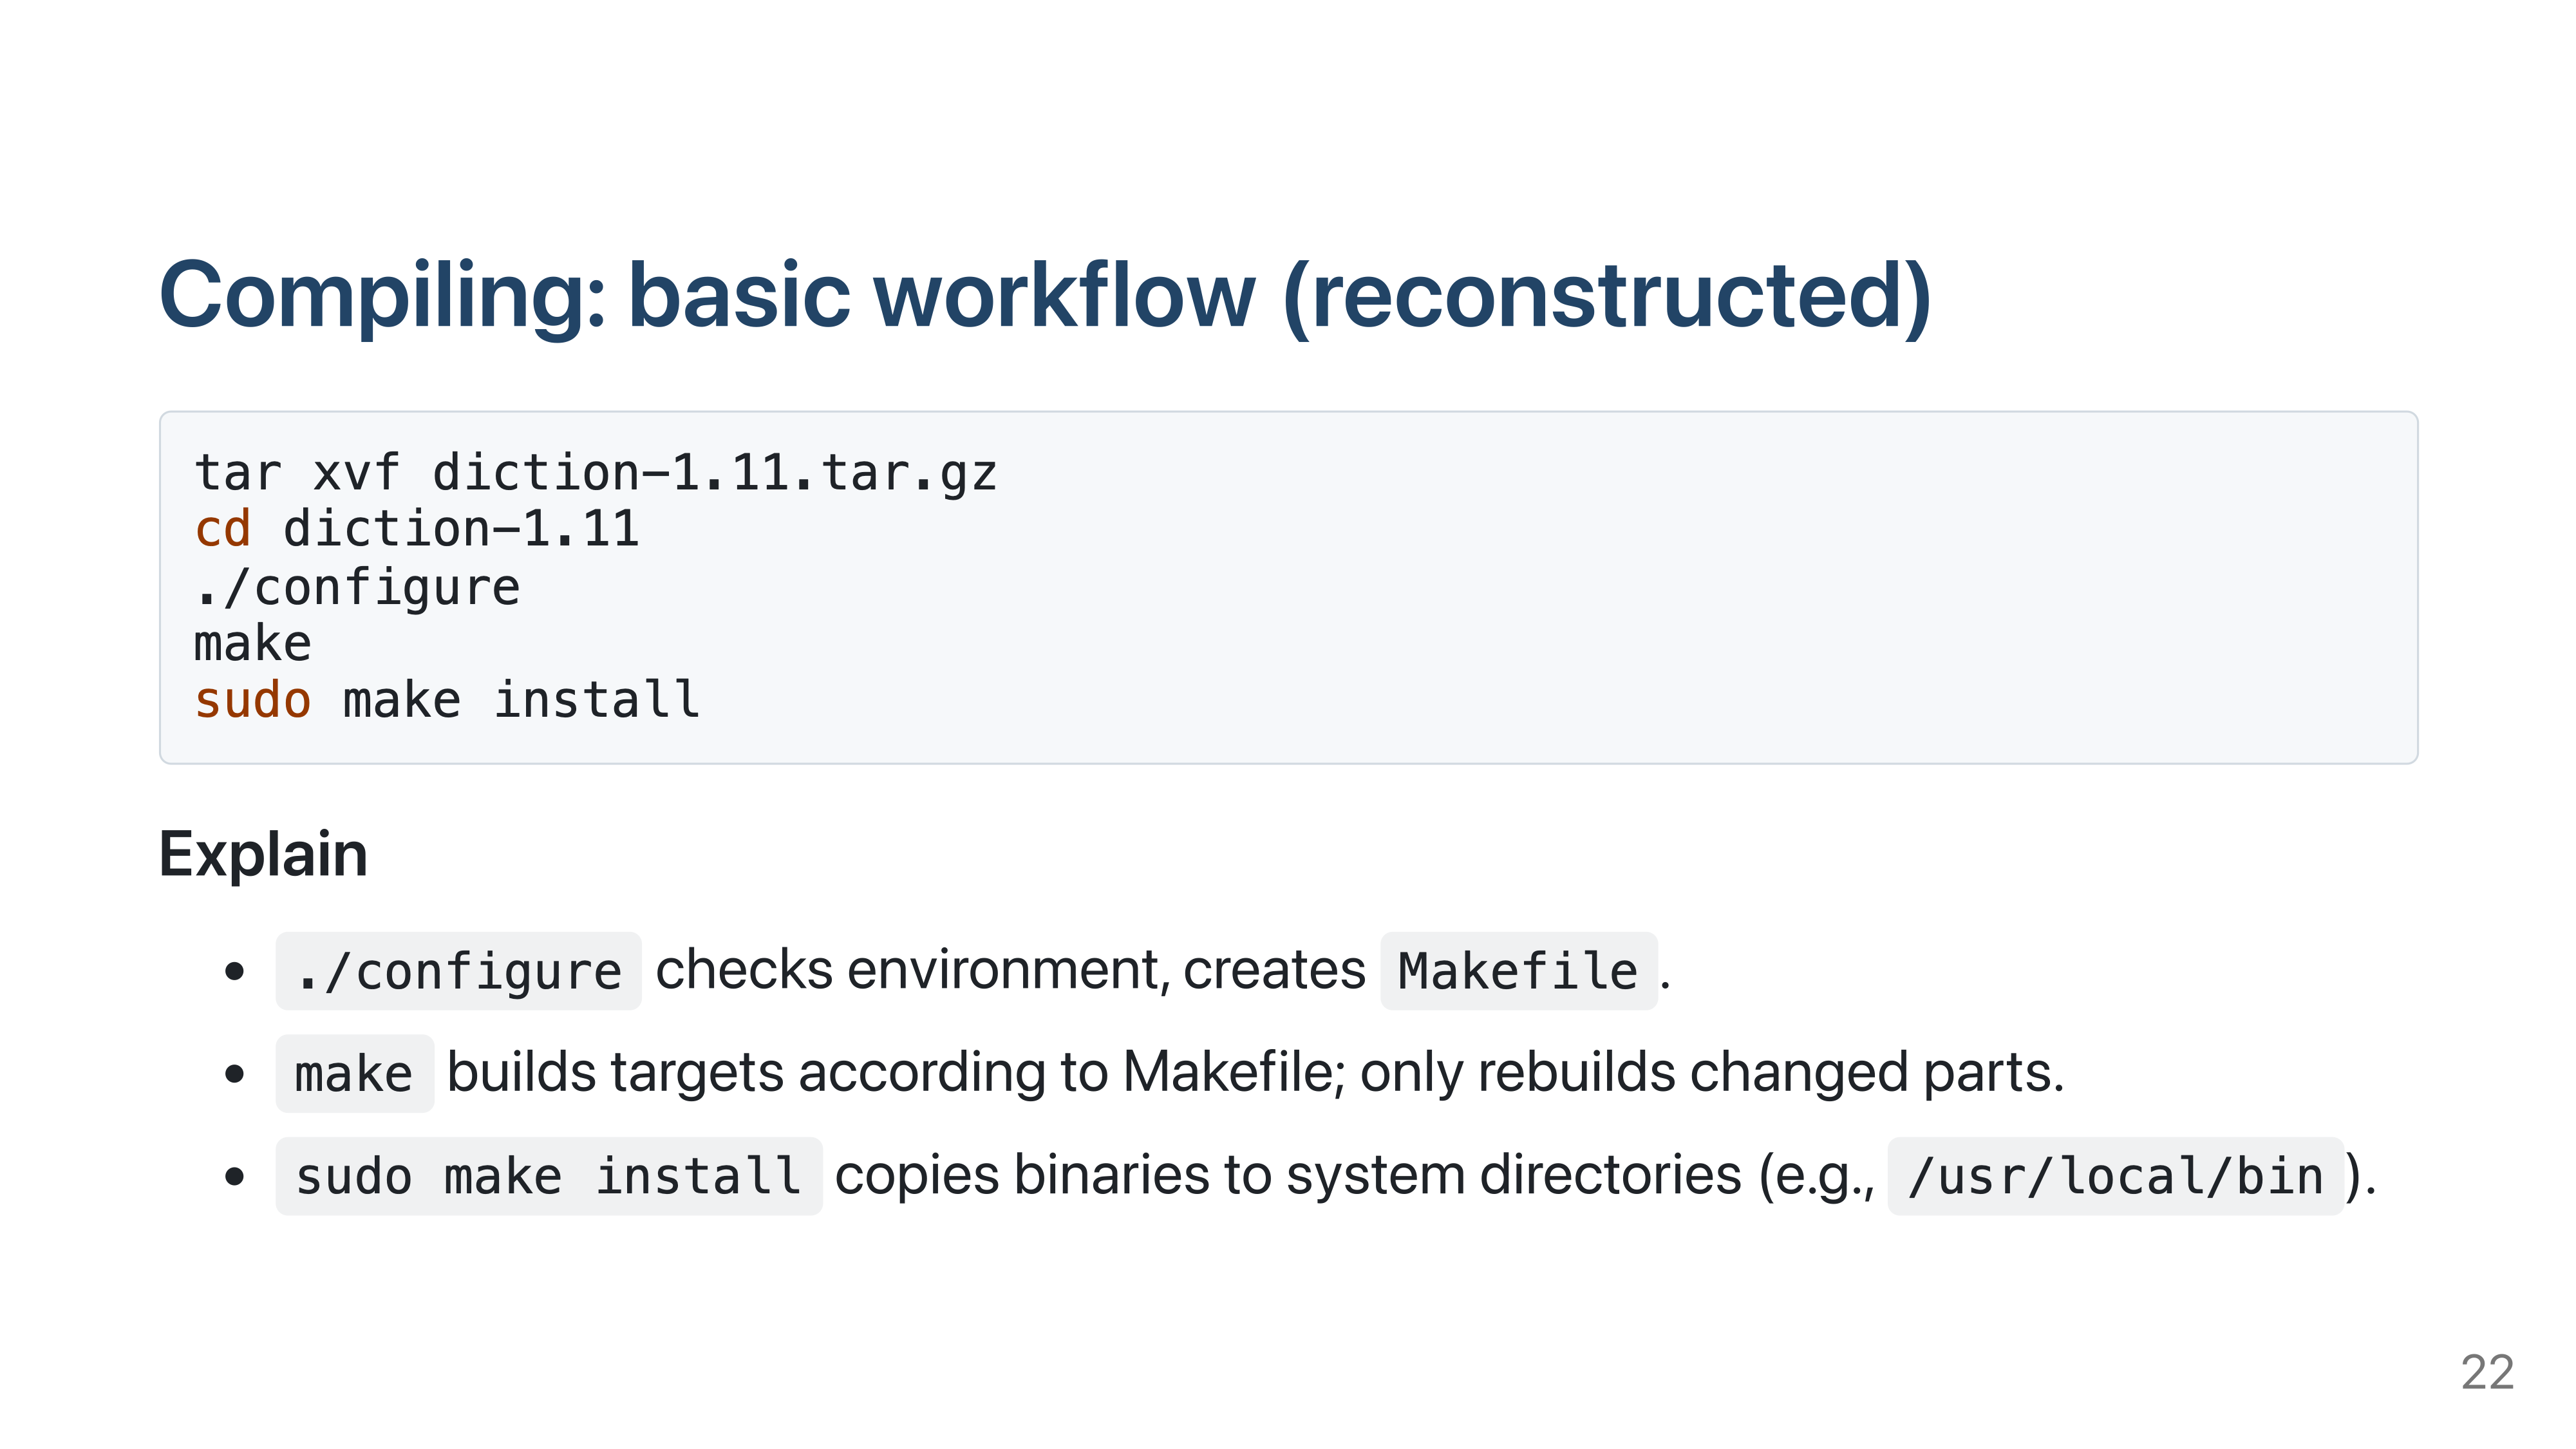 Compiling: basic workflow (reconstructed)
tar xvf diction-1.11.tar.gz
cd diction-1.11
./configure
make
sudo make install
Explain
• ./configure checks environment, creates Makefile.
• make builds targets according to Makefile; only rebuilds changed parts.
• sudo make install copies binaries to system directories (e.g., /usr/local/bin).
22